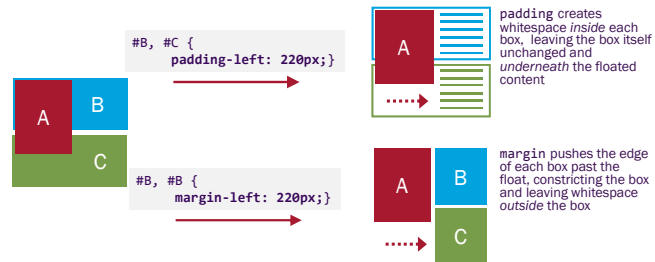 #B, #C {
padding-left: 220px;}
A
padding creates
whitespace inside each
box, leaving the box itself
unchanged and
underneath the floated
content
A
B
C
#B, #B {
margin-left: 220px;}
A
B
C
margin pushes the edge
of each box past the
float, constricting the box
and leaving whitespace
outside the box